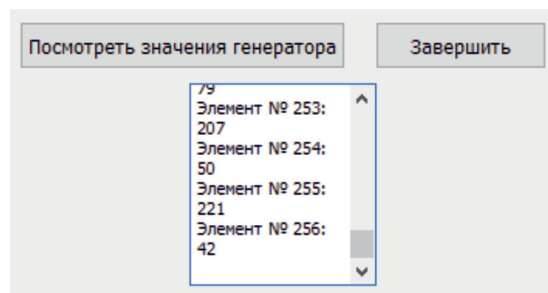 Посмотреть значения генератора
Завершить
79
Элемент № 253:
207
Элемент № 254:
50
Элемент № 255:
221
Элемент № 256:
42